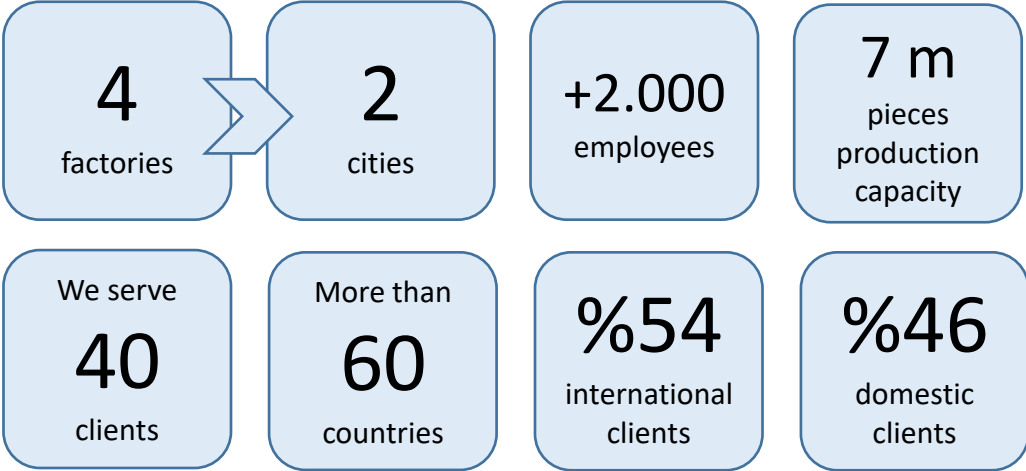 4
factories
2
cities
+2.000
employees
7 m
pieces
production
capacity
We serve
40
clients
More than
60
countries
%54
international
clients
%46
domestic
clients